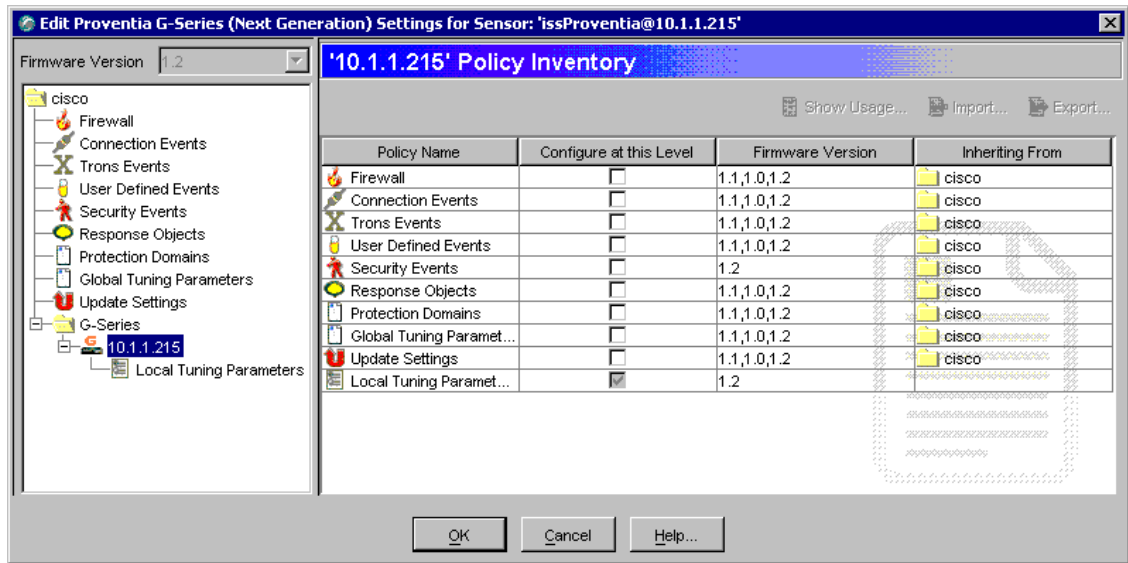 Edit Proventia G-Series (Next Generation) Settings for Sensor: 'issProventia@10.1.1.215'
Firmware Version 1.2
cisco
Firewall
Connection Events
Trons Events
User Defined Events
Security Events
Response Objects
Protection Domains
Global Tuning Parameters
Update Settings
G-Series
10.1.1.215
Local Tuning Parameters
'10.1.1.215' Policy Inventory
Show Usage... Import... Export...
Policy Name Configure at this Level Firmware Version Inheriting From
Firewall 1.1,1.0,1.2 cisco
Connection Events 1.1,1.0,1.2 cisco
Trons Events 1.1,1.0,1.2 cisco
User Defined Events 1.1,1.0,1.2 cisco
Security Events 1.2 cisco
Response Objects 1.1,1.0,1.2 cisco
Protection Domains 1.1,1.0,1.2 cisco
Global Tuning Paramet... 1.1,1.0,1.2 cisco
Update Settings 1.1,1.0,1.2 cisco
Local Tuning Paramet... 1.2
OK Cancel Help...